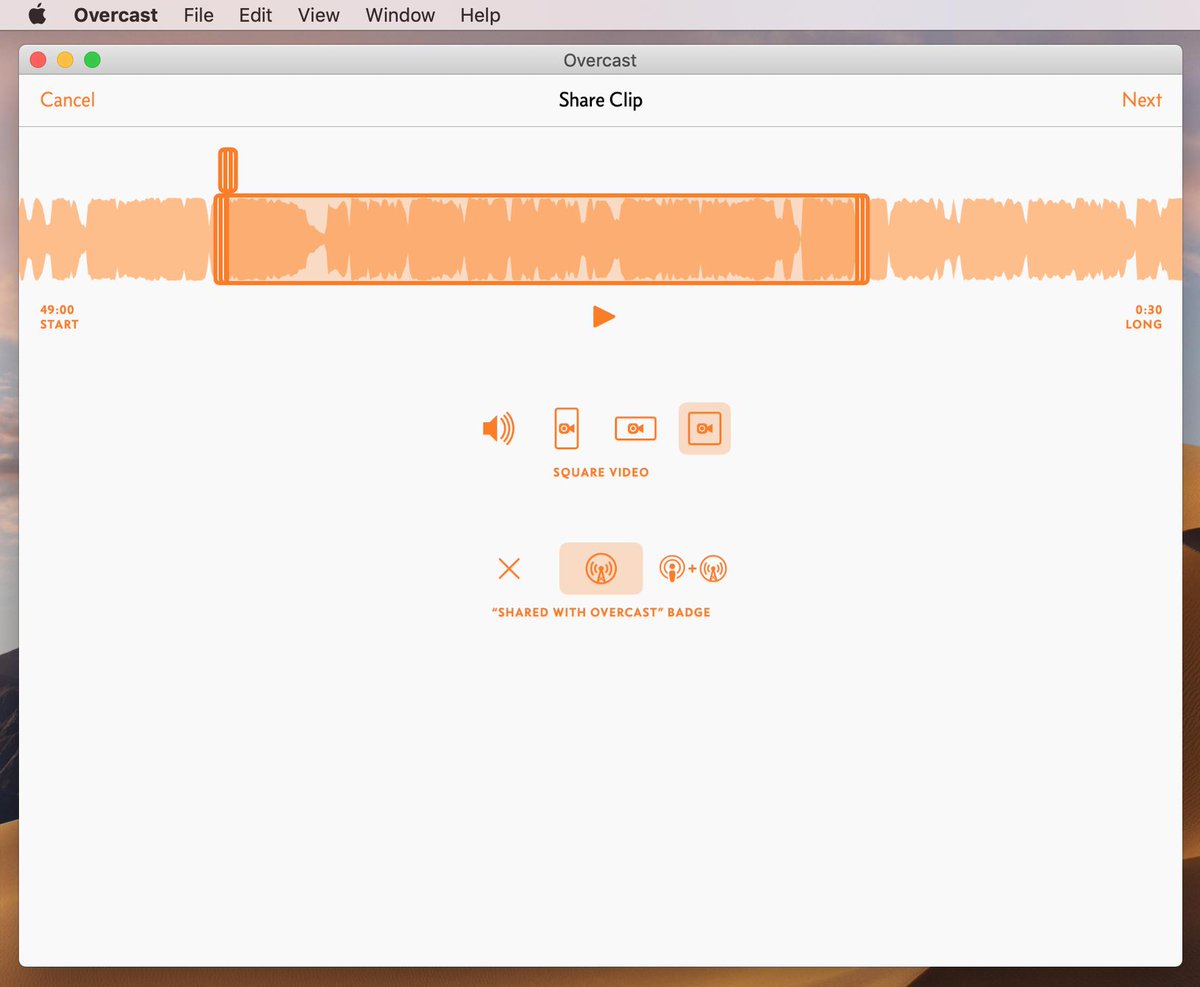 Overcast File Edit View Window Help
Overcast
Cancel Share Clip Next
49:00 0:30
START LONG
SQUARE VIDEO
+
“SHARED WITH OVERCAST” BADGE